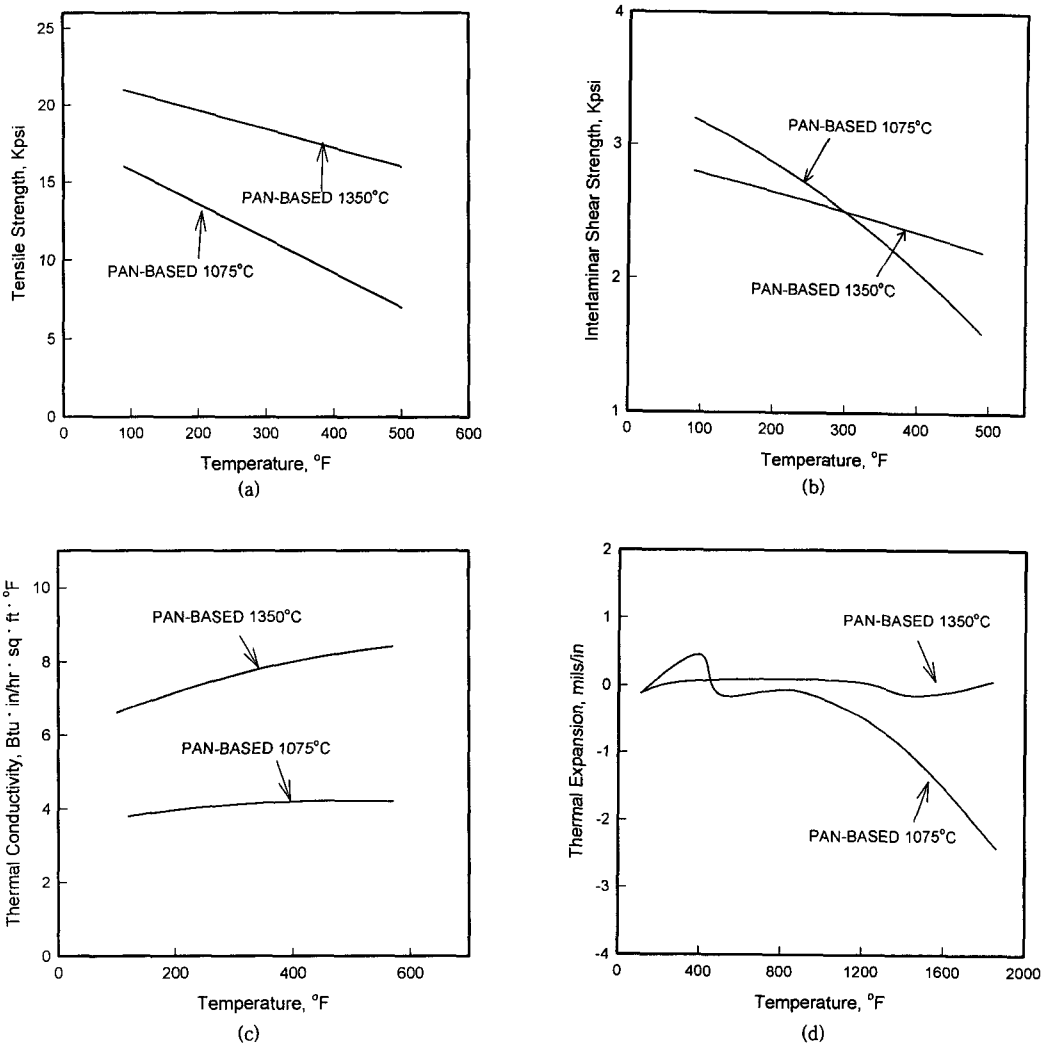 Tensile Strength, Kpsi
25
20
15
10
5
0
PAN-BASED 1350°C
PAN-BASED 1075°C
0 100 200 300 400 500 600
Temperature, °F
(a)
Interlaminar Shear Strength, Kpsi
4
3
2
1
PAN-BASED 1075°C
PAN-BASED 1350°C
0 100 200 300 400 500
Temperature, °F
(b)
Thermal Conductivity, Btu · in/hr · sq · ft · °F
10
8
6
4
2
0
PAN-BASED 1350°C
PAN-BASED 1075°C
0 200 400 600
Temperature, °F
(c)
Thermal Expansion, mils/in
2
1
0
-1
-2
-3
-4
PAN-BASED 1350°C
PAN-BASED 1075°C
0 400 800 1200 1600 2000
Temperature, °F
(d)